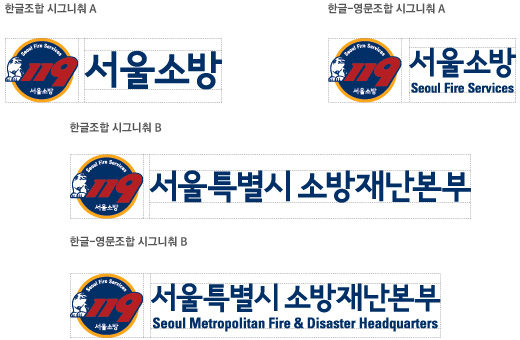 한글조합 시그니춰 A
Seoul Fire Services
119
서울소방
서울소방
한글-영문조합 시그니춰 A
Seoul Fire Services
119
서울소방
서울소방
Seoul Fire Services
한글조합 시그니춰 B
Seoul Fire Services
119
서울소방
서울특별시 소방재난본부
한글-영문조합 시그니춰 B
Seoul Fire Services
119
서울소방
서울특별시 소방재난본부
Seoul Metropolitan Fire & Disaster Headquarters